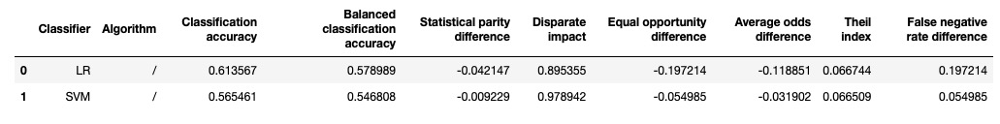 Classifier Algorithm Classification accuracy Balanced classification accuracy Statistical parity difference Disparate impact Equal opportunity difference Average odds difference Theil index False negative rate difference
0 LR / 0.613567 0.578989 -0.042147 0.895355 -0.197214 -0.118851 0.066744 0.197214
1 SVM / 0.565461 0.546808 -0.009229 0.978942 -0.054985 -0.031902 0.066509 0.054985